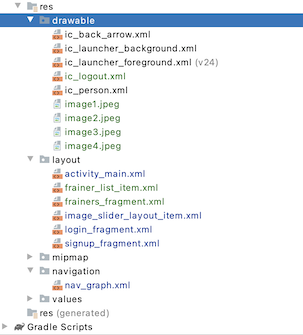 res
drawable
ic_back_arrow.xml
ic_launcher_background.xml
ic_launcher_foreground.xml (v24)
ic_logout.xml
ic_person.xml
image1.jpeg
image2.jpeg
image3.jpeg
image4.jpeg
layout
activity_main.xml
frainer_list_item.xml
frainers_fragment.xml
image_slider_layout_item.xml
login_fragment.xml
signup_fragment.xml
mipmap
navigation
nav_graph.xml
values
res (generated)
Gradle Scripts